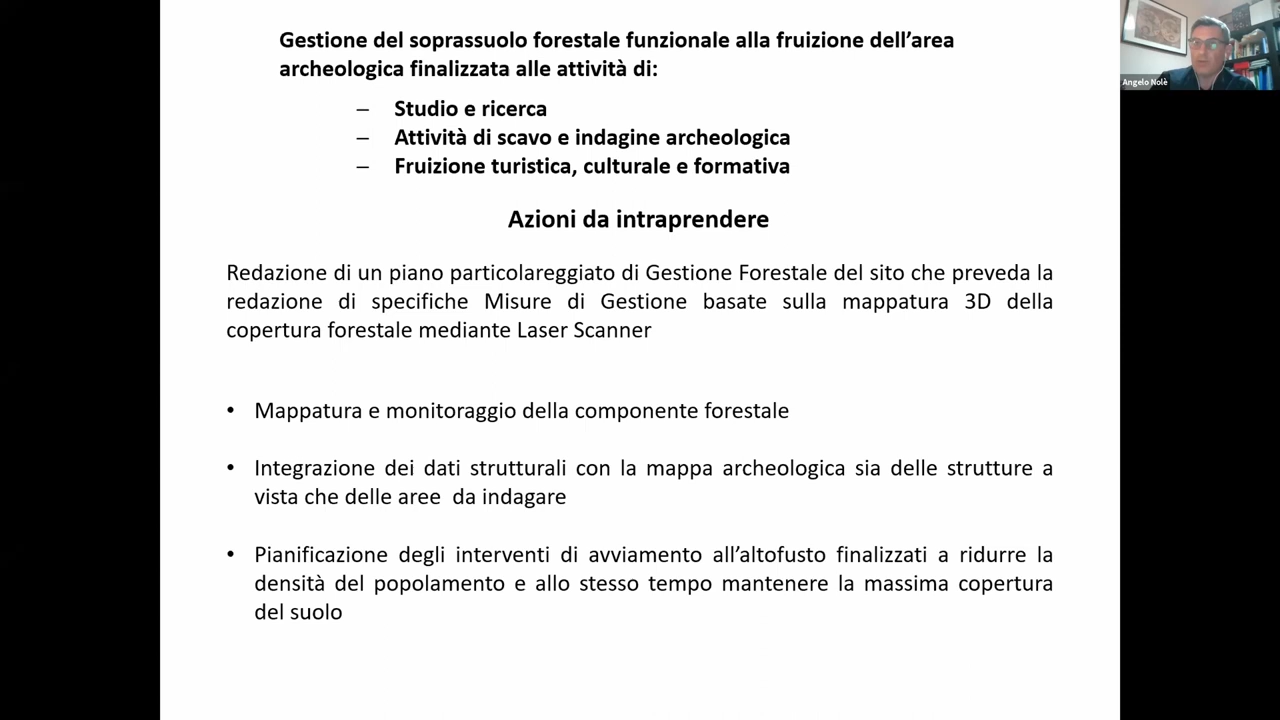 Gestione del soprassuolo forestale funzionale alla fruizione dell'area
archeologica finalizzata alle attività di:
– Studio e ricerca
– Attività di scavo e indagine archeologica
– Fruizione turistica, culturale e formativa
Azioni da intraprendere
Redazione di un piano particolareggiato di Gestione Forestale del sito che preveda la
redazione di specifiche Misure di Gestione basate sulla mappatura 3D della
copertura forestale mediante Laser Scanner
• Mappatura e monitoraggio della componente forestale
• Integrazione dei dati strutturali con la mappa archeologica sia delle strutture a
vista che delle aree  da indagare
• Pianificazione degli interventi di avviamento all'altofusto finalizzati a ridurre la
densità del popolamento e allo stesso tempo mantenere la massima copertura
del suolo
Angelo Nolè